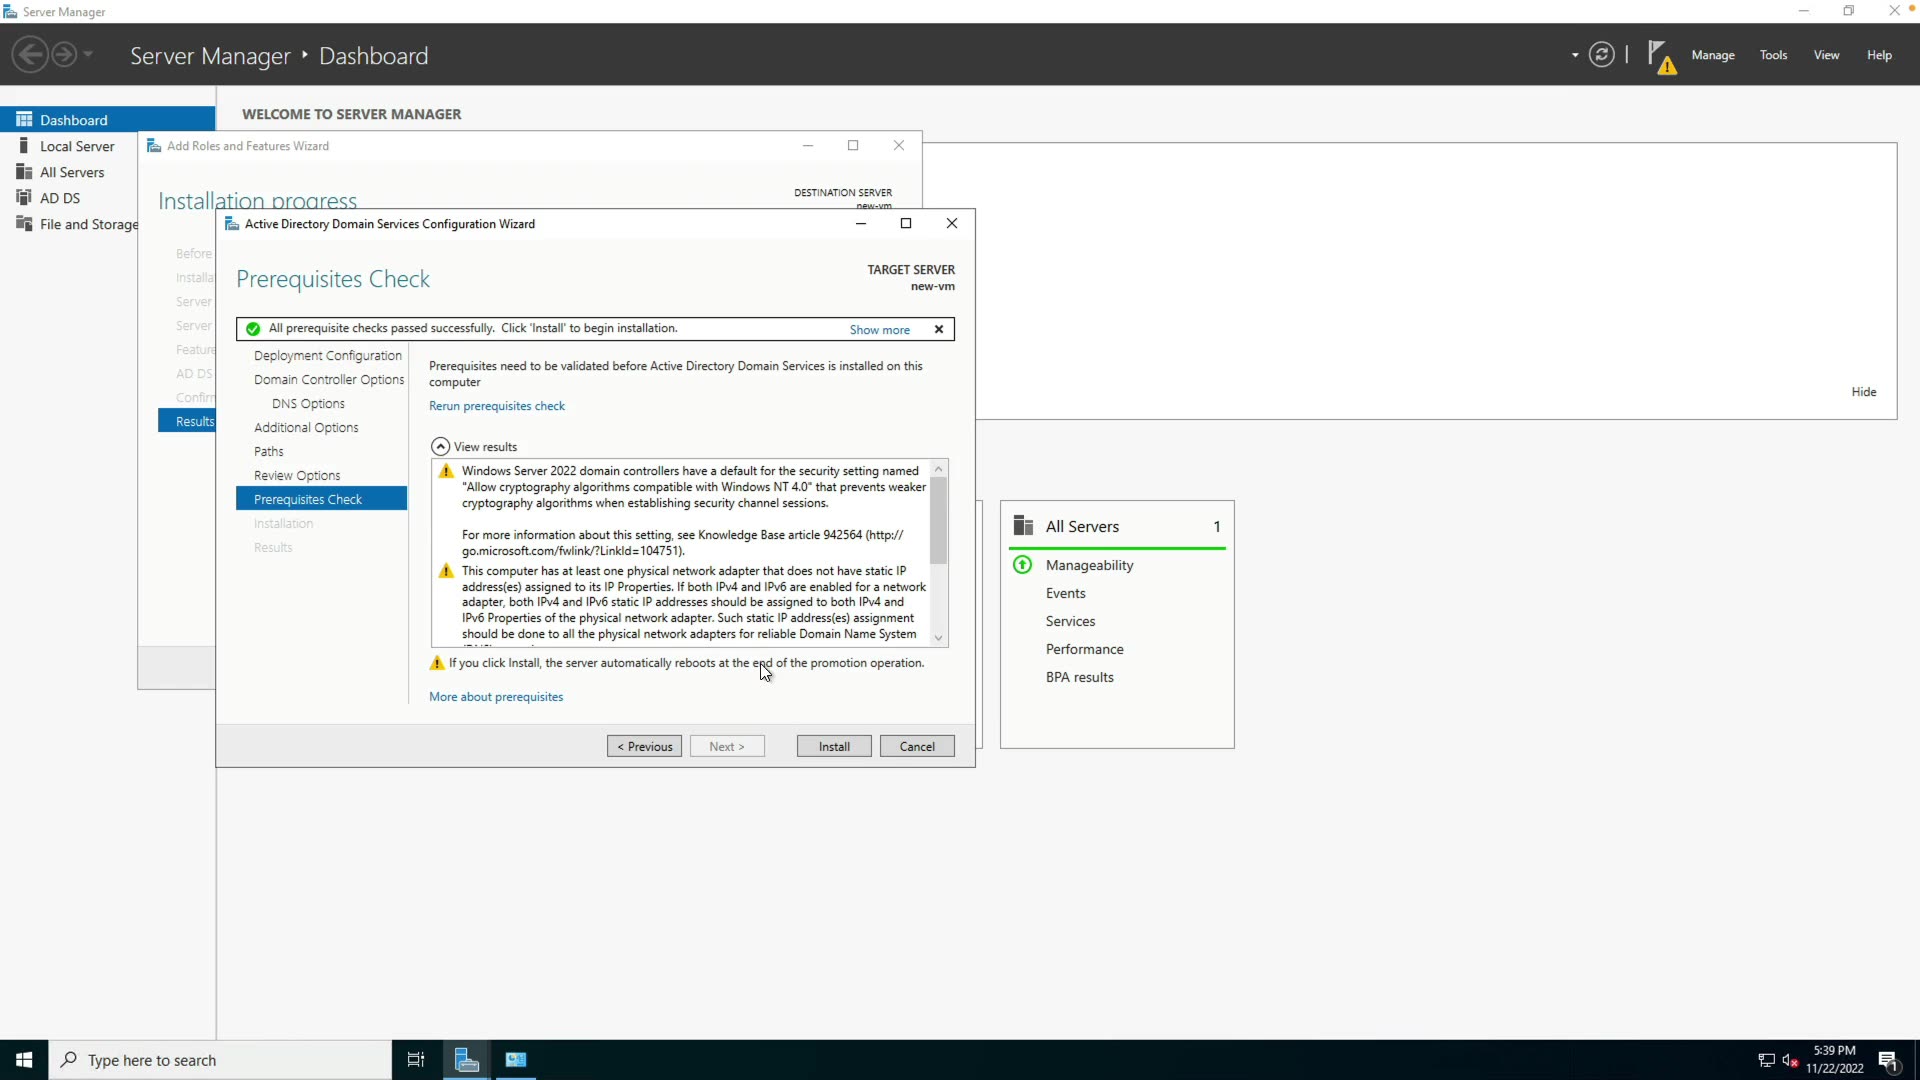 Server Manager
Server Manager ‣ Dashboard
Manage
Tools
View
Help
Dashboard
Local Server
All Servers
AD DS
File and Storage
WELCOME TO SERVER MANAGER
Add Roles and Features Wizard
Installation progress
DESTINATION SERVER
new-vm
Before
Installa
Server
Server
Feature
AD DS
Confirm
Results
Active Directory Domain Services Configuration Wizard
Prerequisites Check
TARGET SERVER
new-vm
All prerequisite checks passed successfully. Click 'Install' to begin installation.
Show more
Deployment Configuration
Domain Controller Options
DNS Options
Additional Options
Paths
Review Options
Prerequisites Check
Installation
Results
Prerequisites need to be validated before Active Directory Domain Services is installed on this
computer
Rerun prerequisites check
View results
Windows Server 2022 domain controllers have a default for the security setting named
"Allow cryptography algorithms compatible with Windows NT 4.0" that prevents weaker
cryptography algorithms when establishing security channel sessions.
For more information about this setting, see Knowledge Base article 942564 (http://
go.microsoft.com/fwlink/?LinkId=104751).
This computer has at least one physical network adapter that does not have static IP
address(es) assigned to its IP Properties. If both IPv4 and IPv6 are enabled for a network
adapter, both IPv4 and IPv6 static IP addresses should be assigned to both IPv4 and
IPv6 Properties of the physical network adapter. Such static IP address(es) assignment
should be done to all the physical network adapters for reliable Domain Name System
If you click Install, the server automatically reboots at the end of the promotion operation.
More about prerequisites
< Previous
Next >
Install
Cancel
Hide
All Servers
1
Manageability
Events
Services
Performance
BPA results
Type here to search
5:39 PM
11/22/2022
1